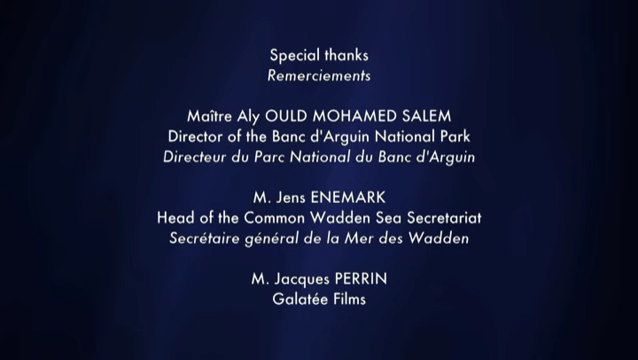 Special thanks
Remerciements
Maître Aly OULD MOHAMED SALEM
Director of the Banc d'Arguin National Park
Directeur du Parc National du Banc d'Arguin
M. Jens ENEMARK
Head of the Common Wadden Sea Secretariat
Secrétaire général de la Mer des Wadden
M. Jacques PERRIN
Galatée Films